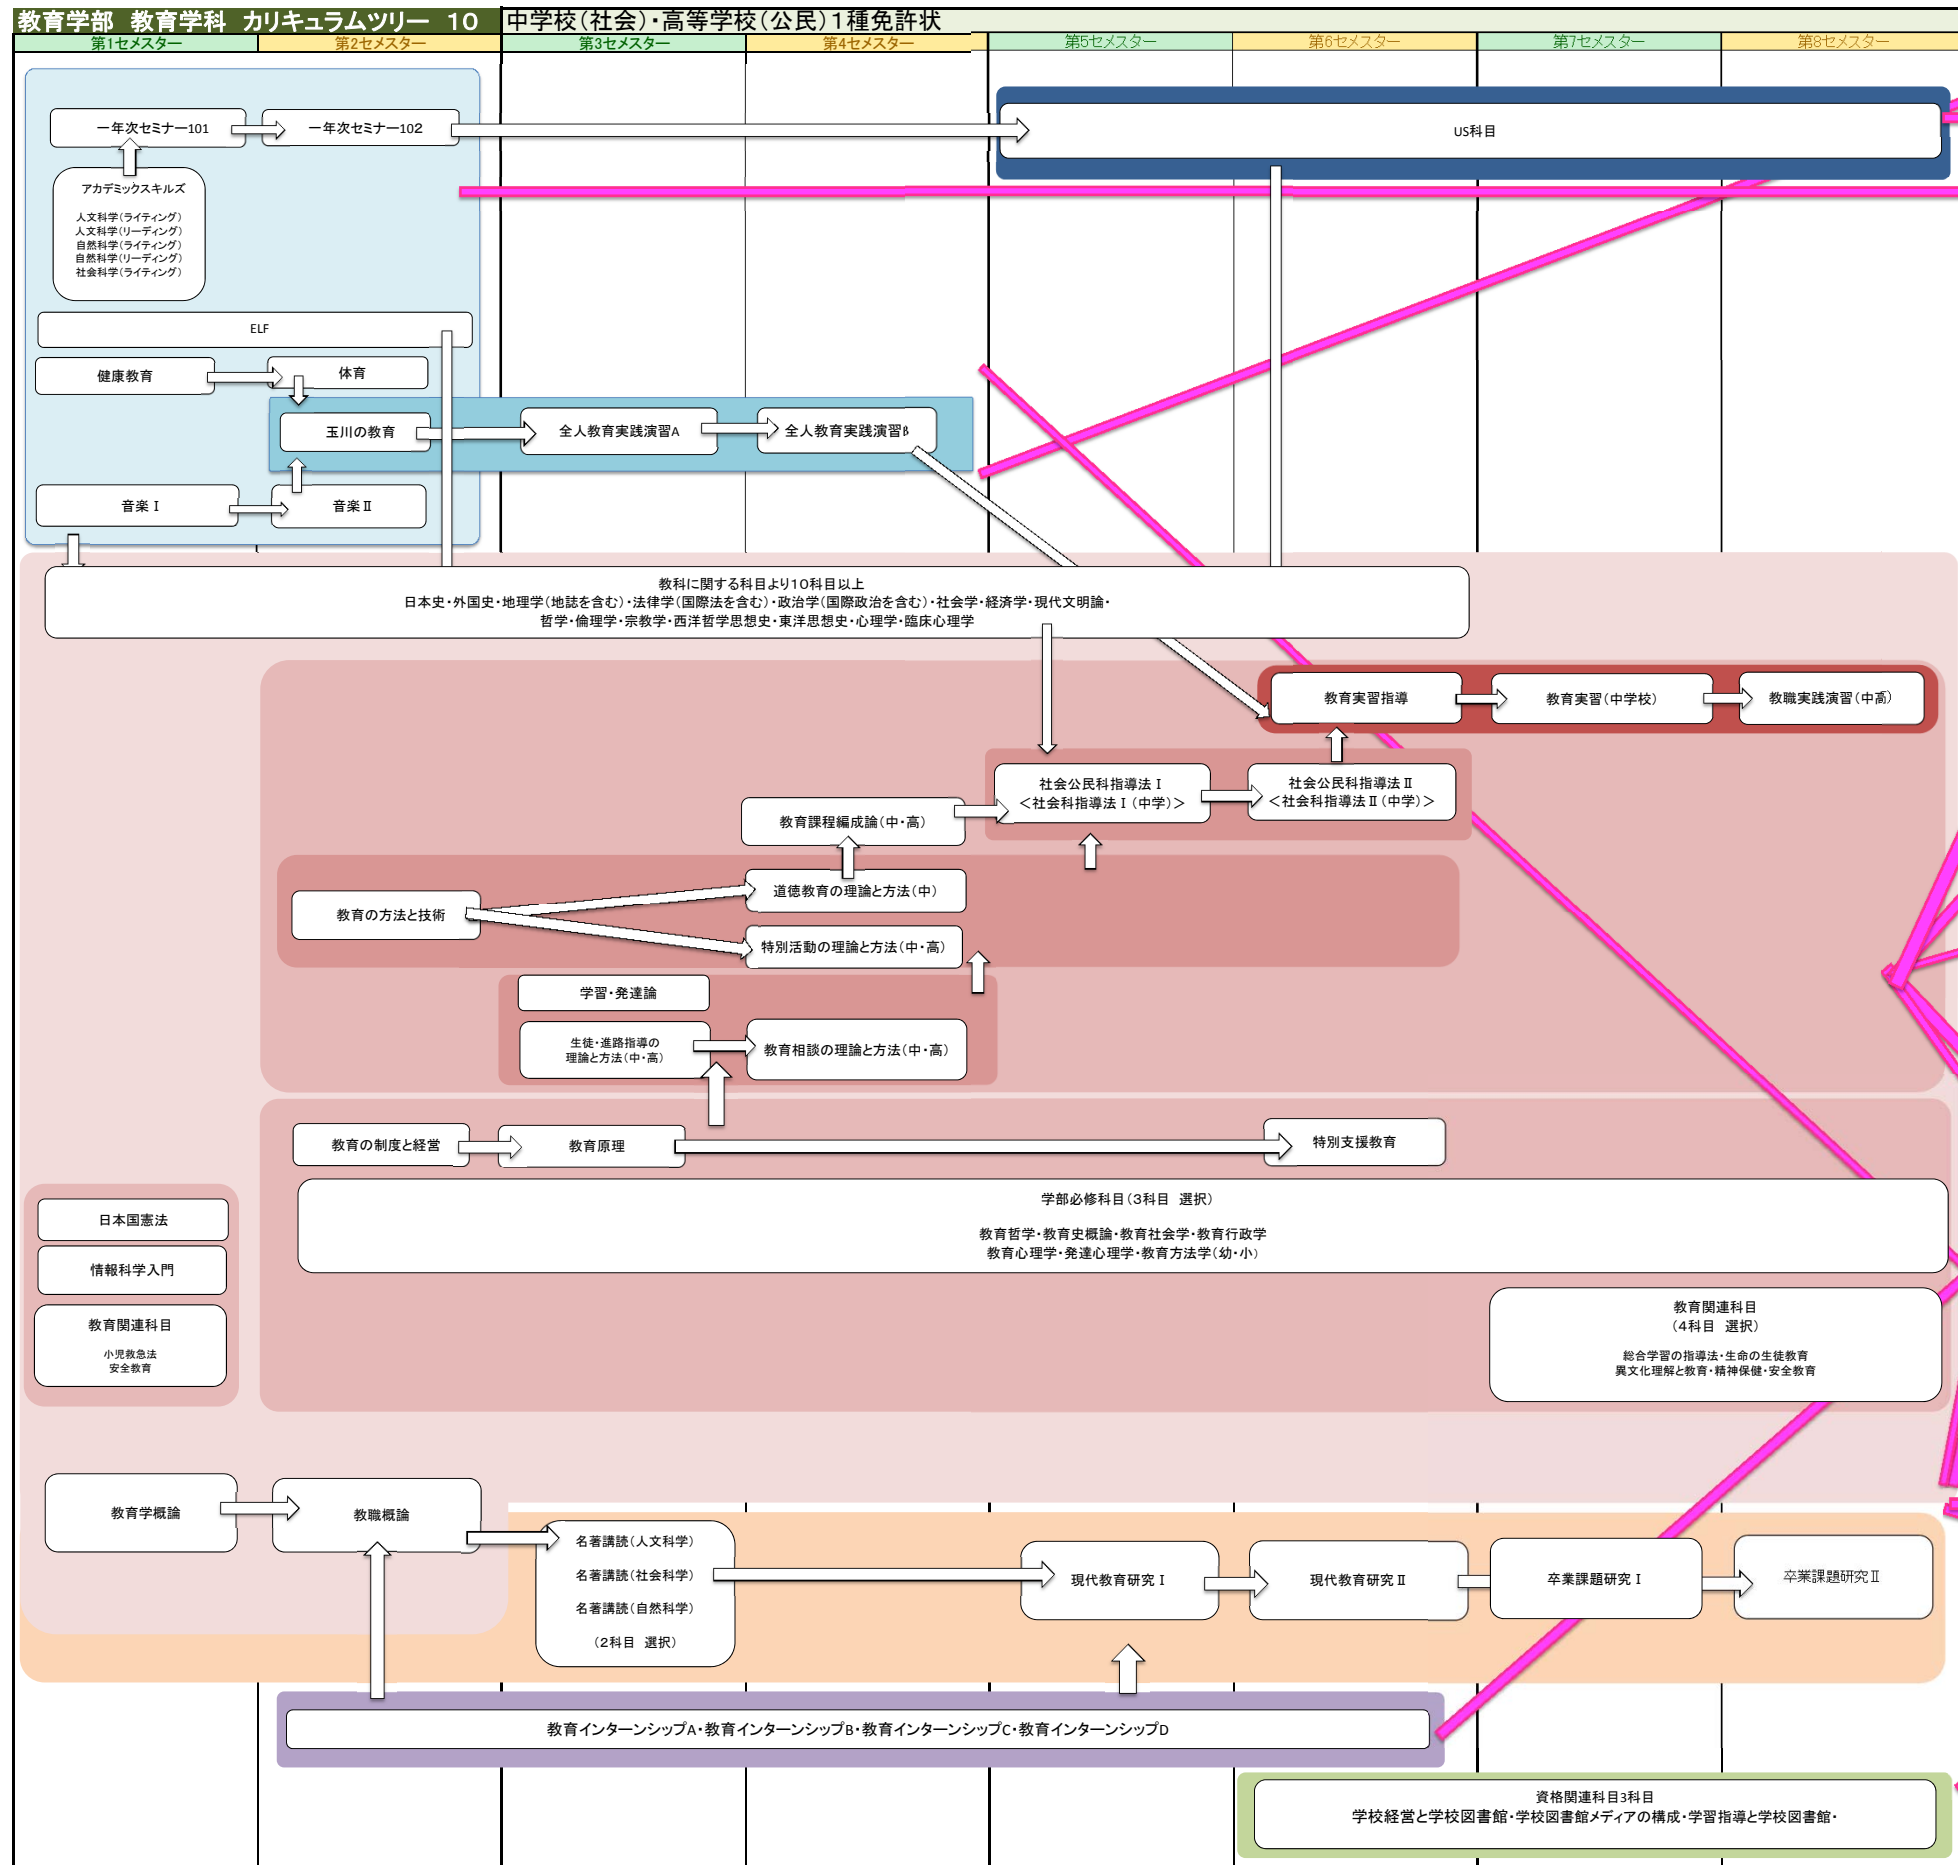 教育学部 教育学科 カリキュラムツリー 10
中学校(社会)・高等学校(公民)1種免許状
第1セメスター
第2セメスター
第3セメスター
第4セメスター
第5セメスター
第6セメスター
第7セメスター
第8セメスター
一年次セミナー101
一年次セミナー102
US科目
アカデミックスキルズ
人文科学(ライティング)
人文科学(リーディング)
自然科学(ライティング)
自然科学(リーディング)
社会科学(ライティング)
ELF
健康教育
体育
玉川の教育
全人教育実践演習A
全人教育実践演習B
音楽Ⅰ
音楽Ⅱ
教科に関する科目より10科目以上
日本史・外国史・地理学(地誌を含む)・法律学(国際法を含む)・政治学(国際政治を含む)・社会学・経済学・現代文明論・
哲学・倫理学・宗教学・西洋哲学思想史・東洋思想史・心理学・臨床心理学
教育実習指導
教育実習(中学校)
教職実践演習(中高)
社会公民科指導法Ⅰ
<社会科指導法Ⅰ(中学)>
社会公民科指導法Ⅱ
<社会科指導法Ⅱ(中学)>
教育課程編成論(中・高)
道徳教育の理論と方法(中)
教育の方法と技術
特別活動の理論と方法(中・高)
学習・発達論
生徒・進路指導の
理論と方法(中・高)
教育相談の理論と方法(中・高)
教育の制度と経営
教育原理
特別支援教育
学部必修科目(3科目 選択)
教育哲学・教育史概論・教育社会学・教育行政学
教育心理学・発達心理学・教育方法学(幼・小)
日本国憲法
情報科学入門
教育関連科目
小児救急法
安全教育
教育関連科目
(4科目 選択)
総合学習の指導法・生命の生徒教育
異文化理解と教育・精神保健・安全教育
教育学概論
教職概論
名著講読(人文科学)
名著講読(社会科学)
名著講読(自然科学)
(2科目 選択)
現代教育研究Ⅰ
現代教育研究Ⅱ
卒業課題研究Ⅰ
卒業課題研究Ⅱ
教育インターンシップA・教育インターンシップB・教育インターンシップC・教育インターンシップD
資格関連科目3科目
学校経営と学校図書館・学校図書館メディアの構成・学習指導と学校図書館・